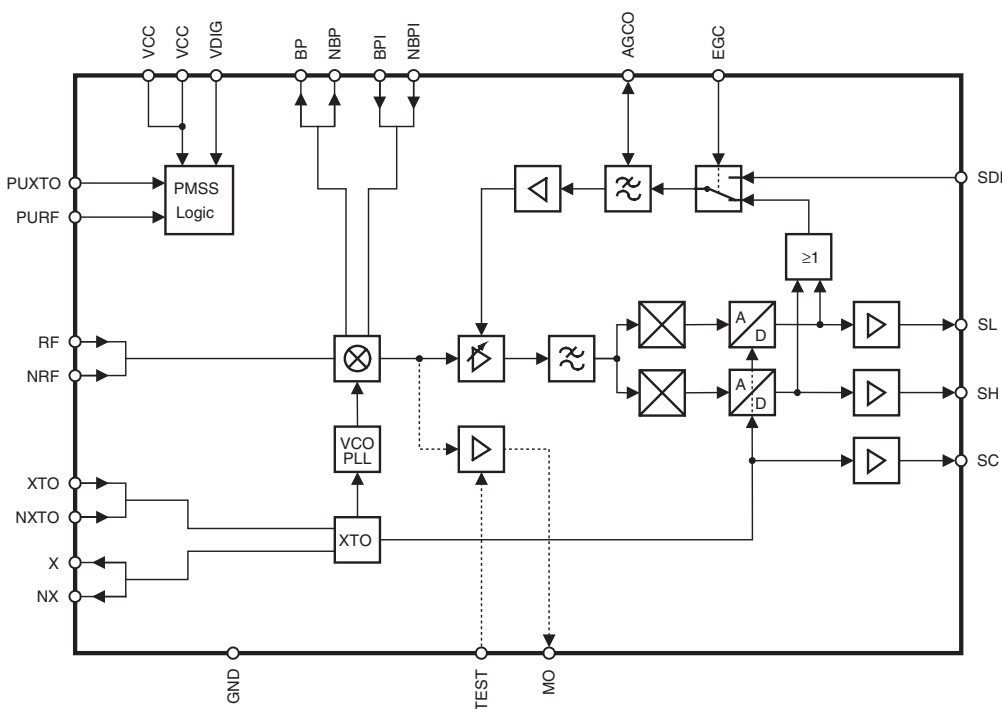 VCC
VCC
VDIG
BP
NBP
BPI
NBPI
AGCO
EGC
PUXTO
PURF
PMSS
Logic
SDI
≥1
RF
NRF
A
D
SL
A
D
SH
VCO
PLL
SC
XTO
NXTO
XTO
X
NX
GND
TEST
MO